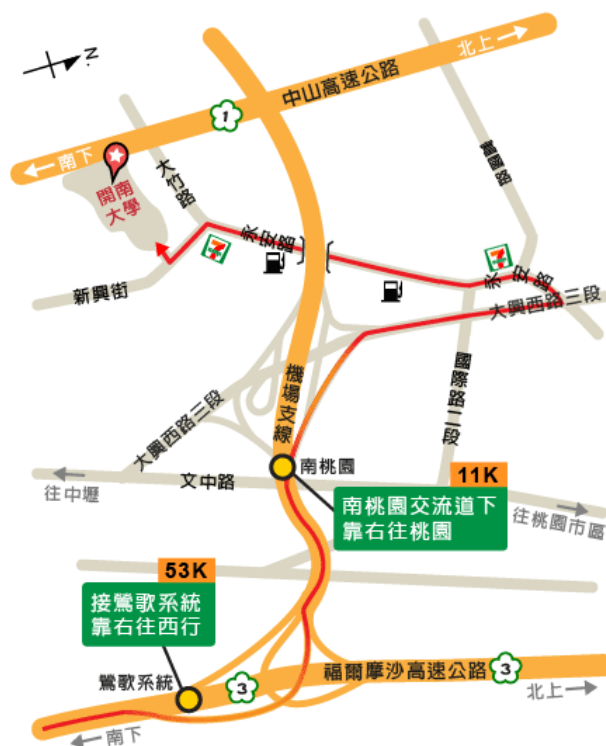 N
北上
中山高速公路
1
南下
開南
大學
大竹路
富國路
永安路
7
7
永安路
新興街
大興西路三段
機場支線
國際路二段
大興西路三段
南桃園
文中路
11K
往中壢
南桃園交流道下
靠右往桃園
往桃園市區
53K
接鶯歌系統
靠右往西行
福爾摩沙高速公路
3
鶯歌系統
3
北上
南下